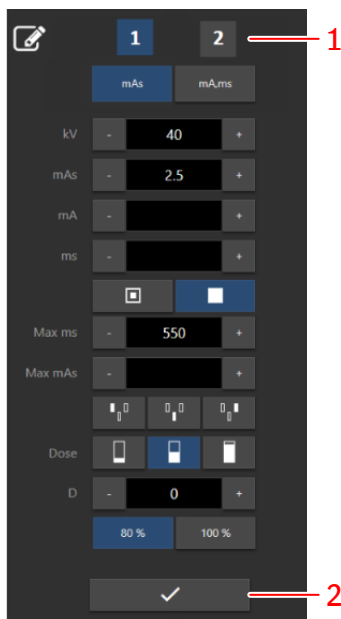 1 2 1
mAs mA,ms
kV - 40 +
mAs - 2.5 +
mA - +
ms - +
Max ms - 550 +
Max mAs - +
Dose
D - 0 +
80 % 100 %
2